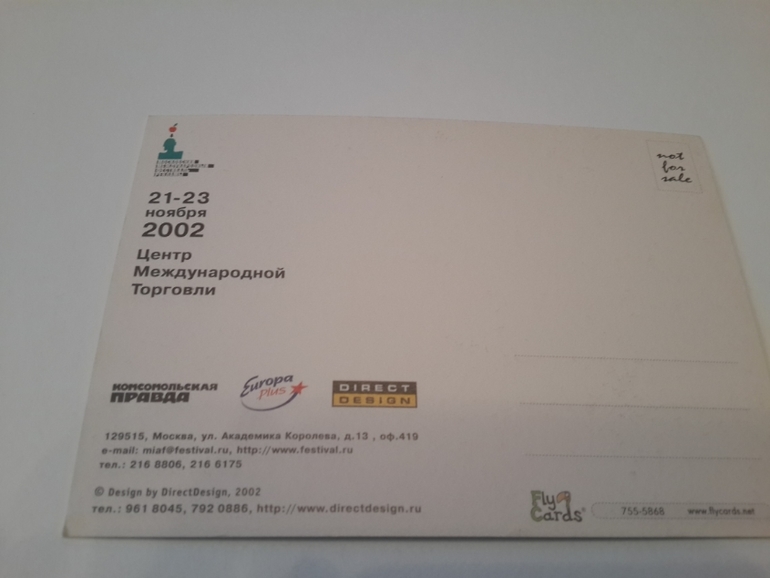 21-23
ноября
2002
Центр
Международной
Торговли
not
for
sale
КОМСОМОЛЬСКАЯ
ПРАВДА
Europa
plus
DIRECT
DESIGN
129515, Москва, ул. Академика Королева, д.13 , оф.419
e-mail: miaf@festival.ru, http://www.festival.ru
тел.: 216 8806, 216 6175
© Design by DirectDesign, 2002
тел.: 961 8045, 792 0886, http://www.directdesign.ru
Fly
Cards®
755-5868 www.flycards.net